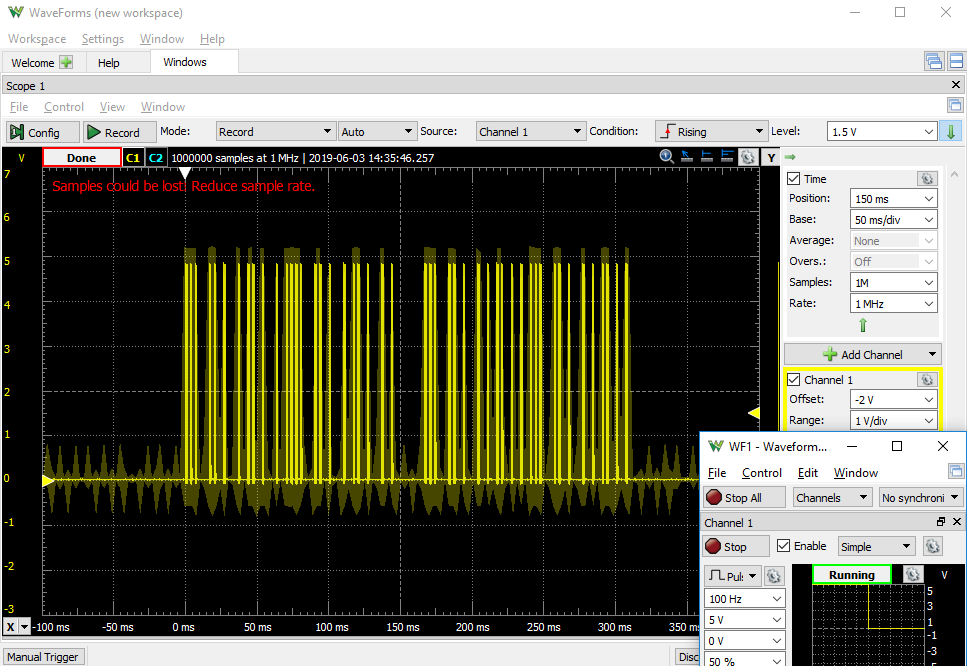 WaveForms (new workspace)
Workspace Settings Window Help
Welcome Help Windows
Scope 1
File Control View Window
Config Record Mode: Record Auto Source: Channel 1 Condition: Rising Level: 1.5 V
V Done C1 C2 1000000 samples at 1 MHz | 2019-06-03 14:35:46.257 Y
Samples could be lost! Reduce sample rate.
7
6
5
4
3
2
1
0
-1
-2
-3
X -100 ms -50 ms 0 ms 50 ms 100 ms 150 ms 200 ms 250 ms 300 ms 350 ms
Manual Trigger Disc
Time
Position: 150 ms
Base: 50 ms/div
Average: None
Overs.: Off
Samples: 1M
Rate: 1 MHz
Add Channel
Channel 1
Offset: -2 V
Range: 1 V/div
WF1 - Waveform...
File Control Edit Window
Stop All Channels No synchroni
Channel 1
Stop Enable Simple
Puls Running V
100 Hz
5 V
0 V
50 %
5
3
1
-1
-3